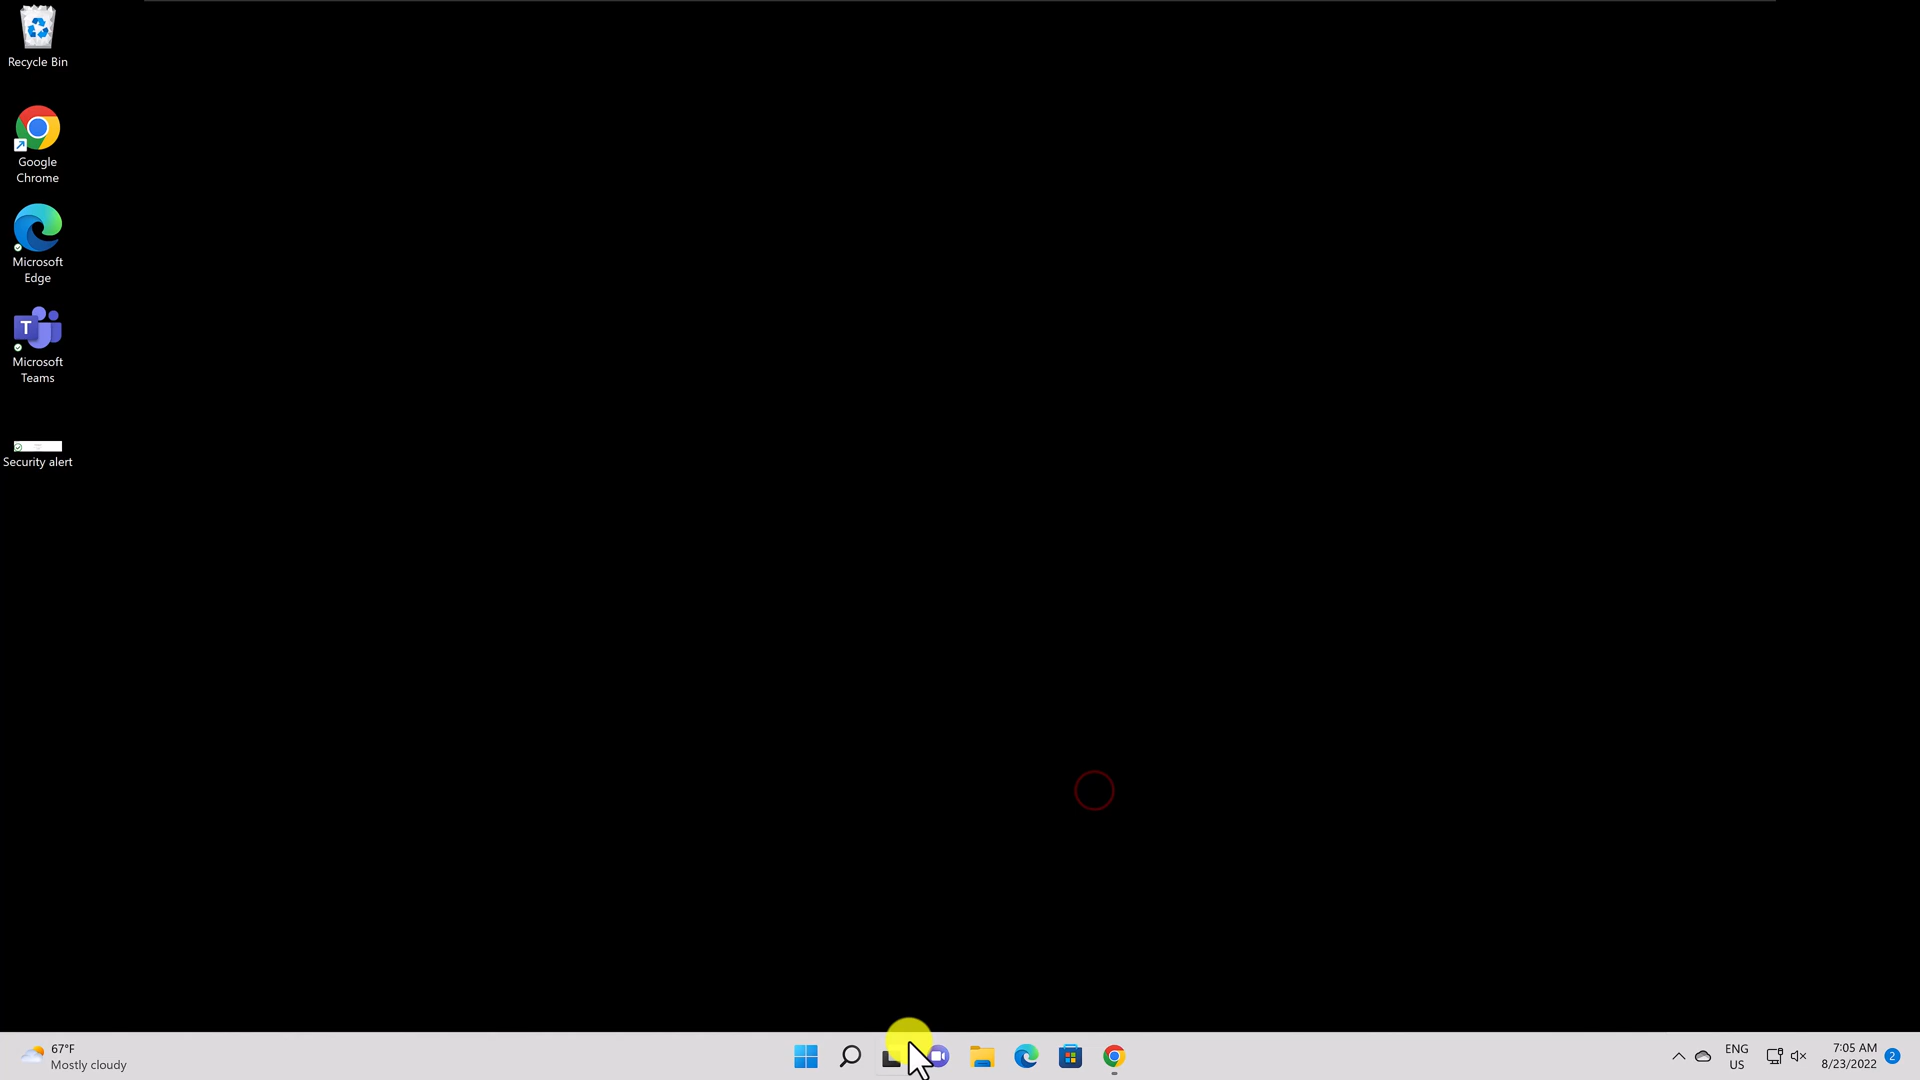 Recycle Bin
Google
Chrome
Microsoft
Edge
T
Microsoft
Teams
Security alert
67°F
Mostly cloudy
ENG
US
7:05 AM
8/23/2022
2